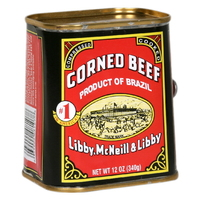 COMPRESSED COOKED
CORNED BEEF
PRODUCT OF BRAZIL
#1
TRADE MARK
Libby, McNeill & Libby
NET WT 12 OZ (340g)